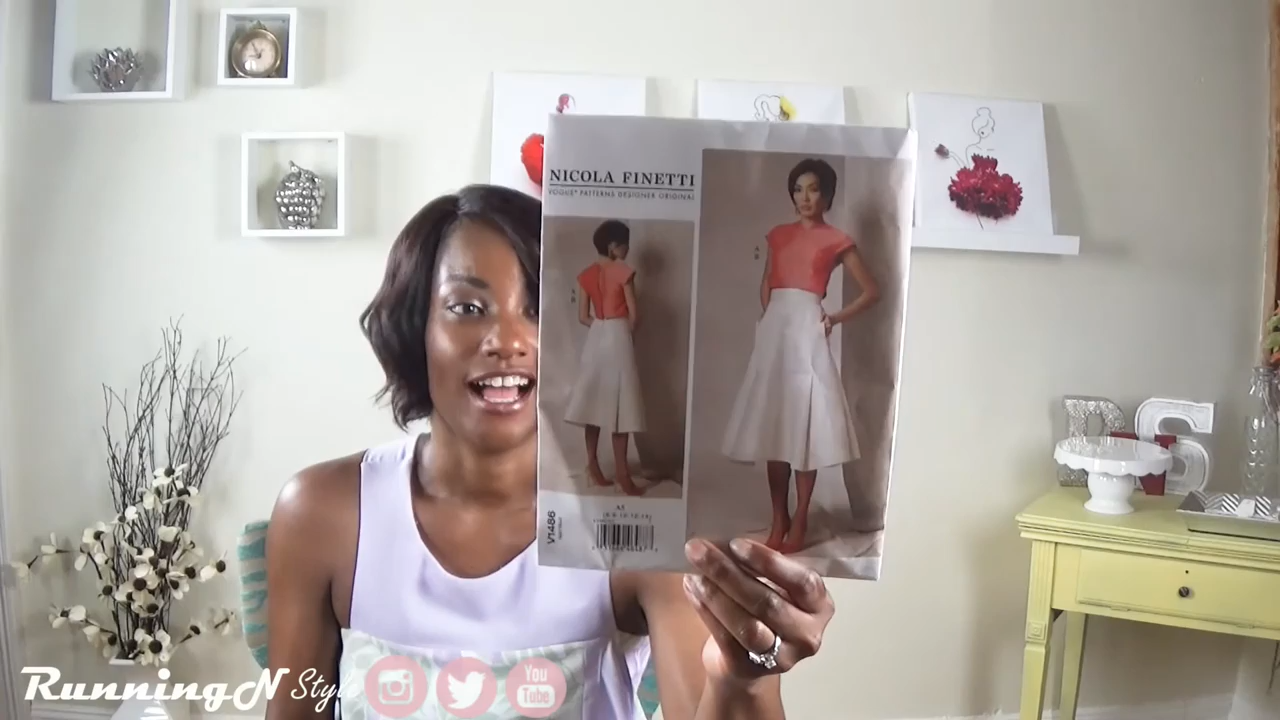 NICOLA FINETTI
VOGUE® PATTERNS DESIGNER ORIGINAL
V1486
RunningN Style
You
Tube